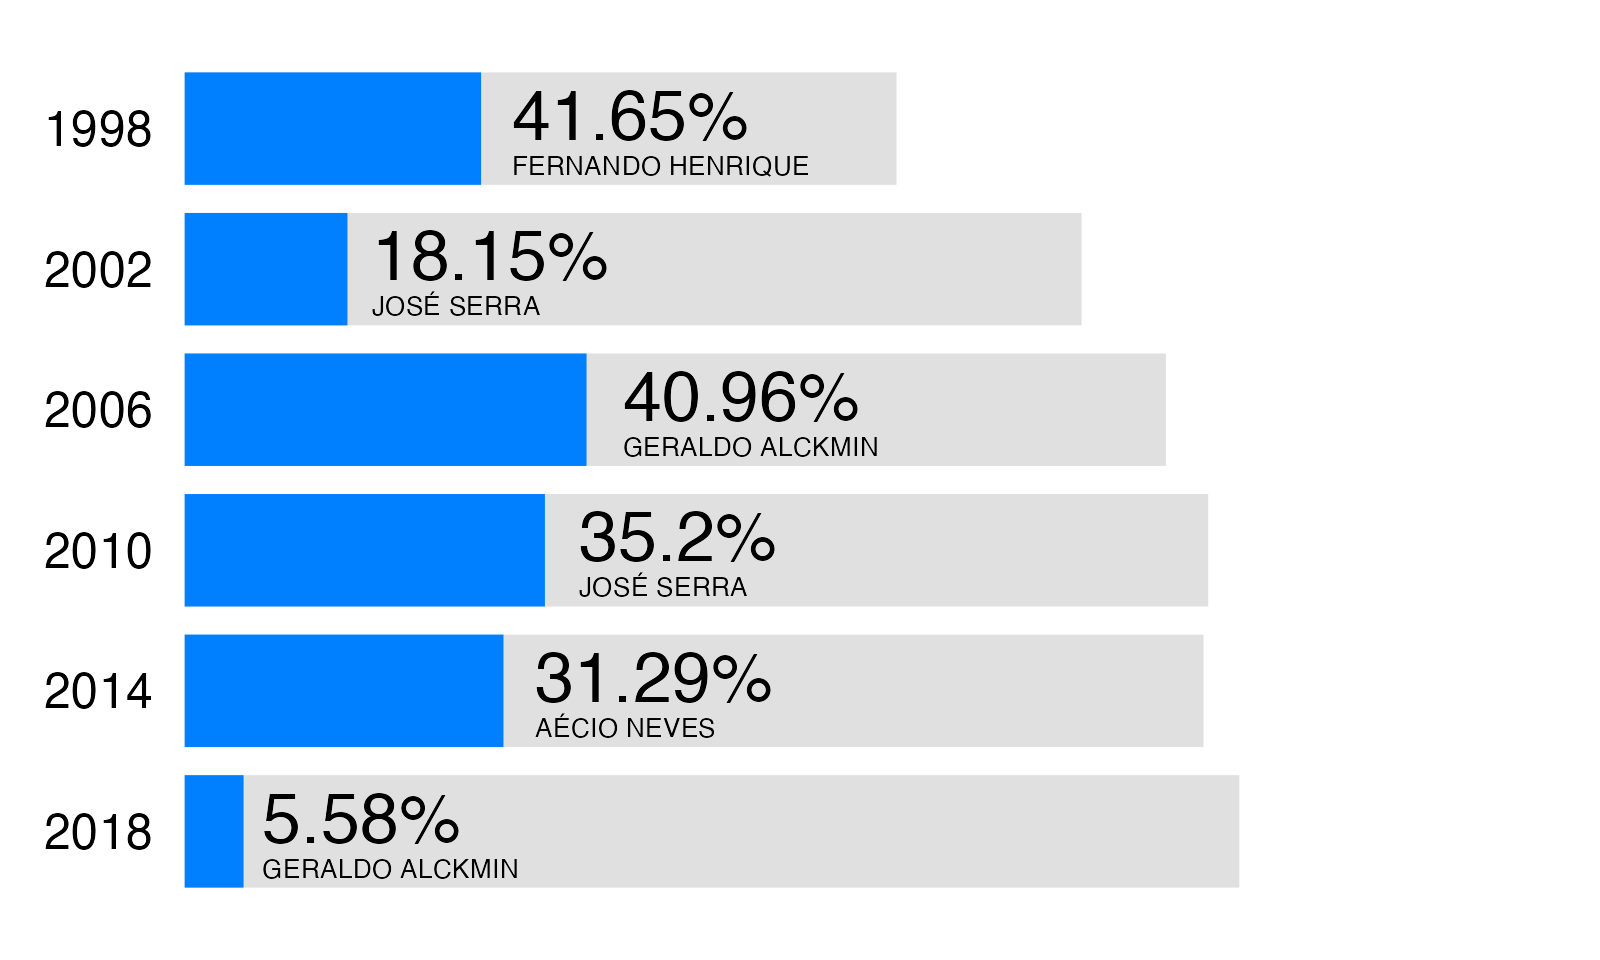 1998
41.65%
FERNANDO HENRIQUE
2002
18.15%
JOSÉ SERRA
2006
40.96%
GERALDO ALCKMIN
2010
35.2%
JOSÉ SERRA
2014
31.29%
AÉCIO NEVES
2018
5.58%
GERALDO ALCKMIN